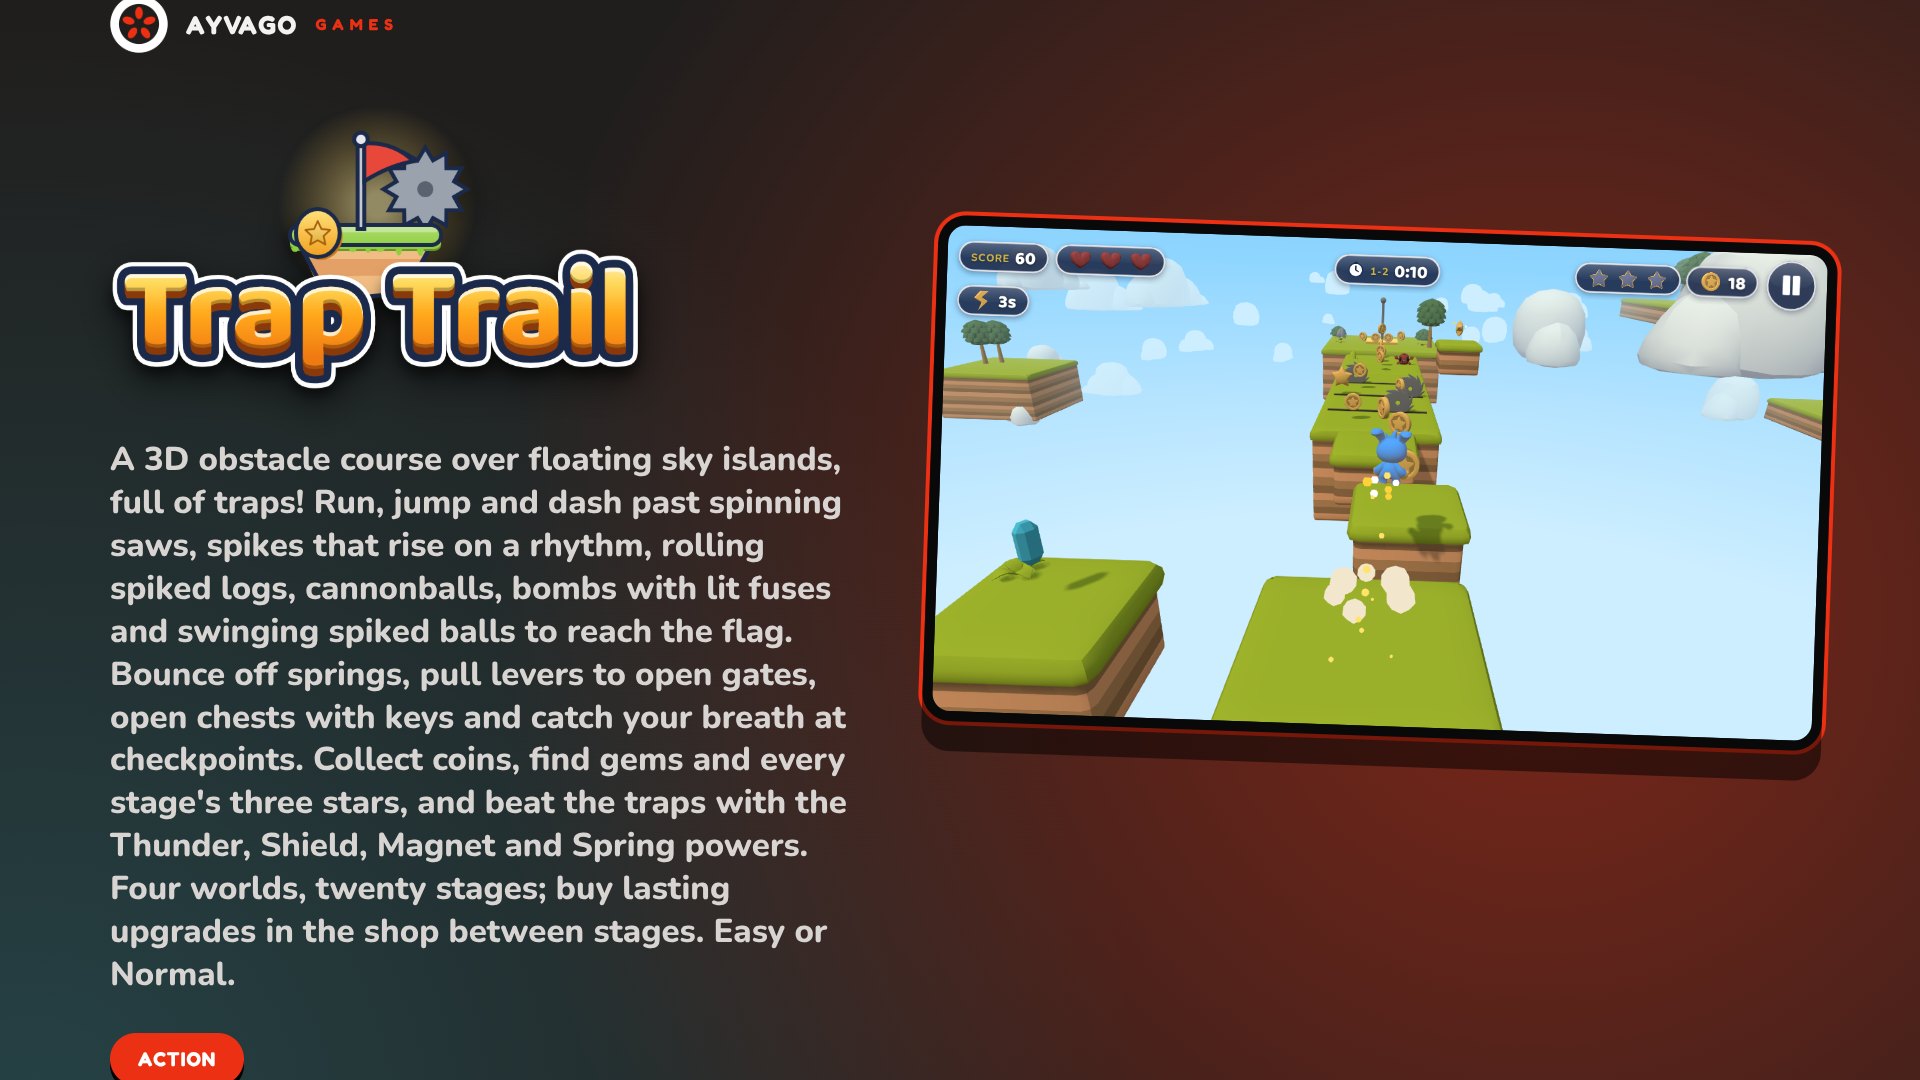 AYVAGO GAMES
Trap Trail
A 3D obstacle course over floating sky islands,
full of traps! Run, jump and dash past spinning
saws, spikes that rise on a rhythm, rolling
spiked logs, cannonballs, bombs with lit fuses
and swinging spiked balls to reach the flag.
Bounce off springs, pull levers to open gates,
open chests with keys and catch your breath at
checkpoints. Collect coins, find gems and every
stage's three stars, and beat the traps with the
Thunder, Shield, Magnet and Spring powers.
Four worlds, twenty stages; buy lasting
upgrades in the shop between stages. Easy or
Normal.
ACTION
SCORE 60
3s
1-2 0:10
18